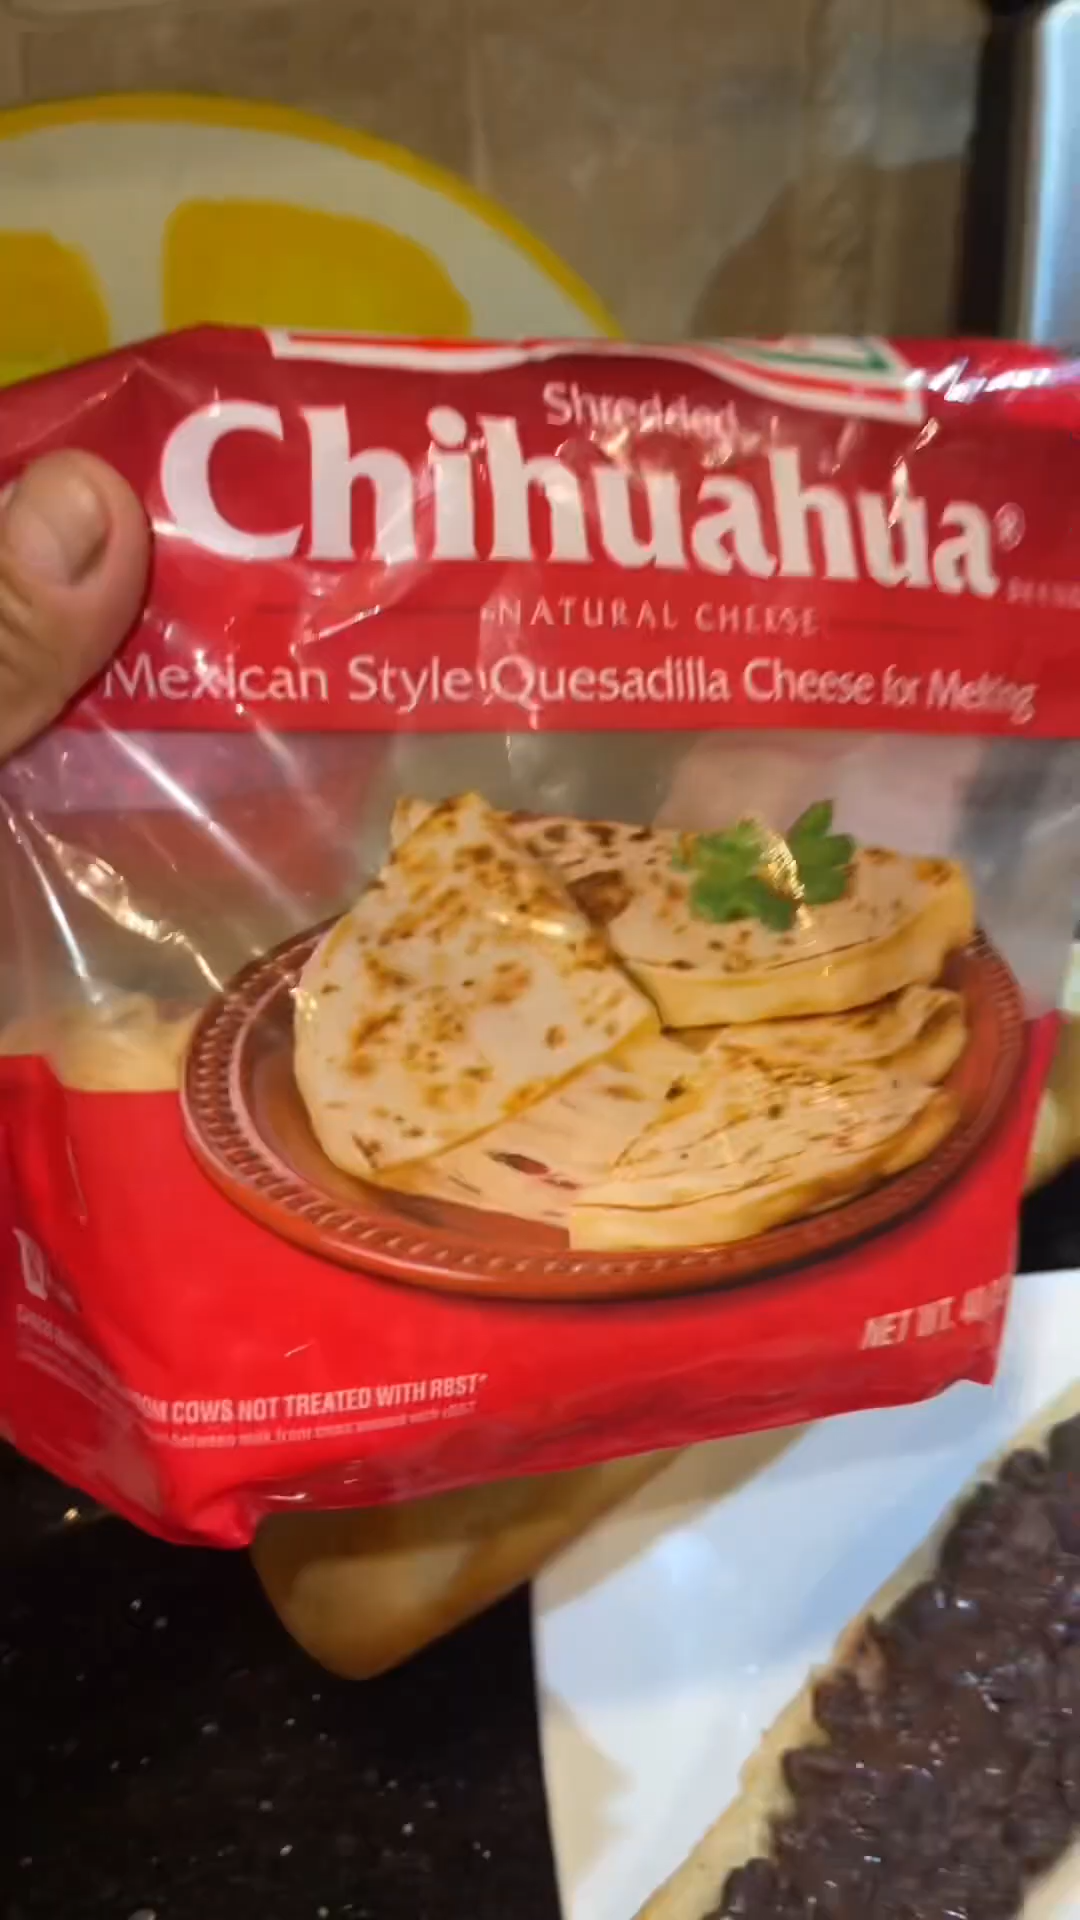 Shredded
Chihuahua®
NATURAL CHEESE
Mexican Style Quesadilla Cheese for Melting
NET WT.
COWS NOT TREATED WITH RBST*